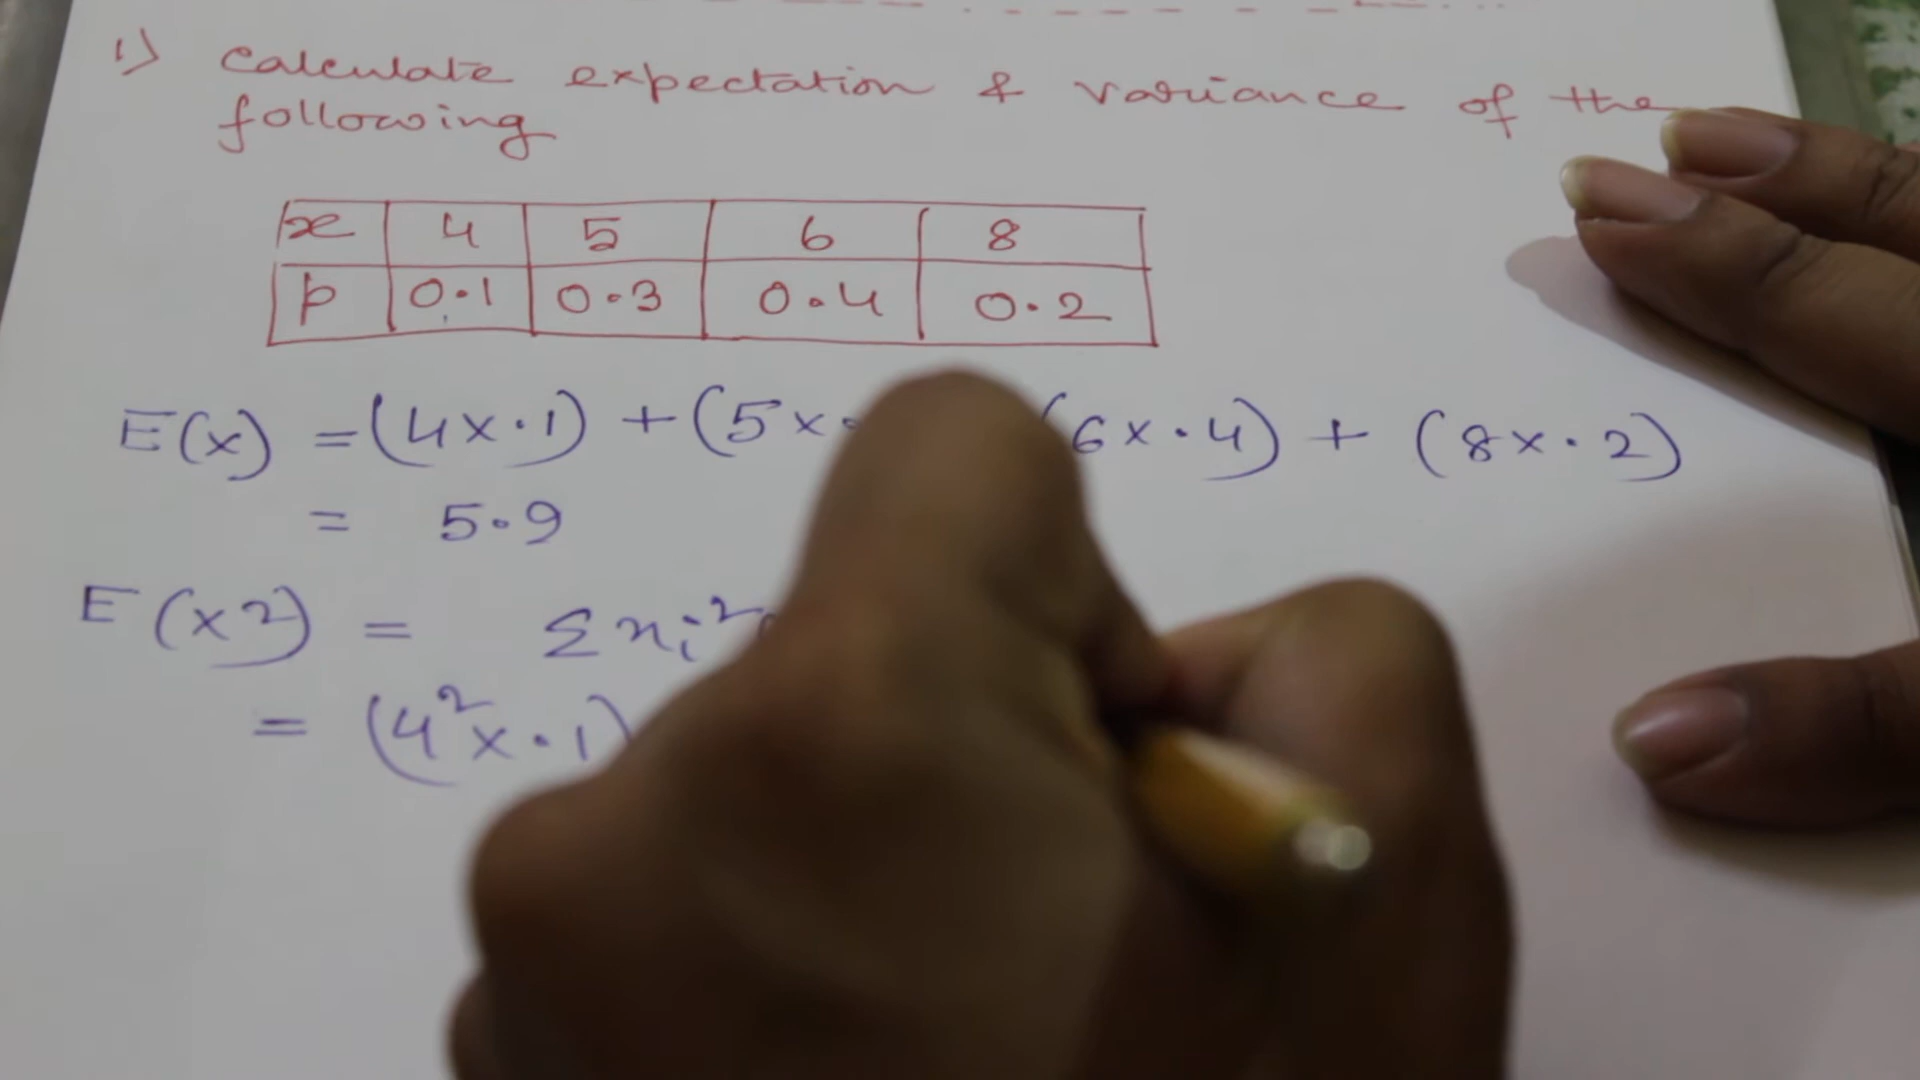 1) calculate expectation & variance of the
following
x 4 5 6 8
p 0.1 0.3 0.4 0.2
E(x) = (4x.1) + (5x. (6x.4) + (8x.2)
= 5.9
E(x2) = Σxi²
= (4²x.1)